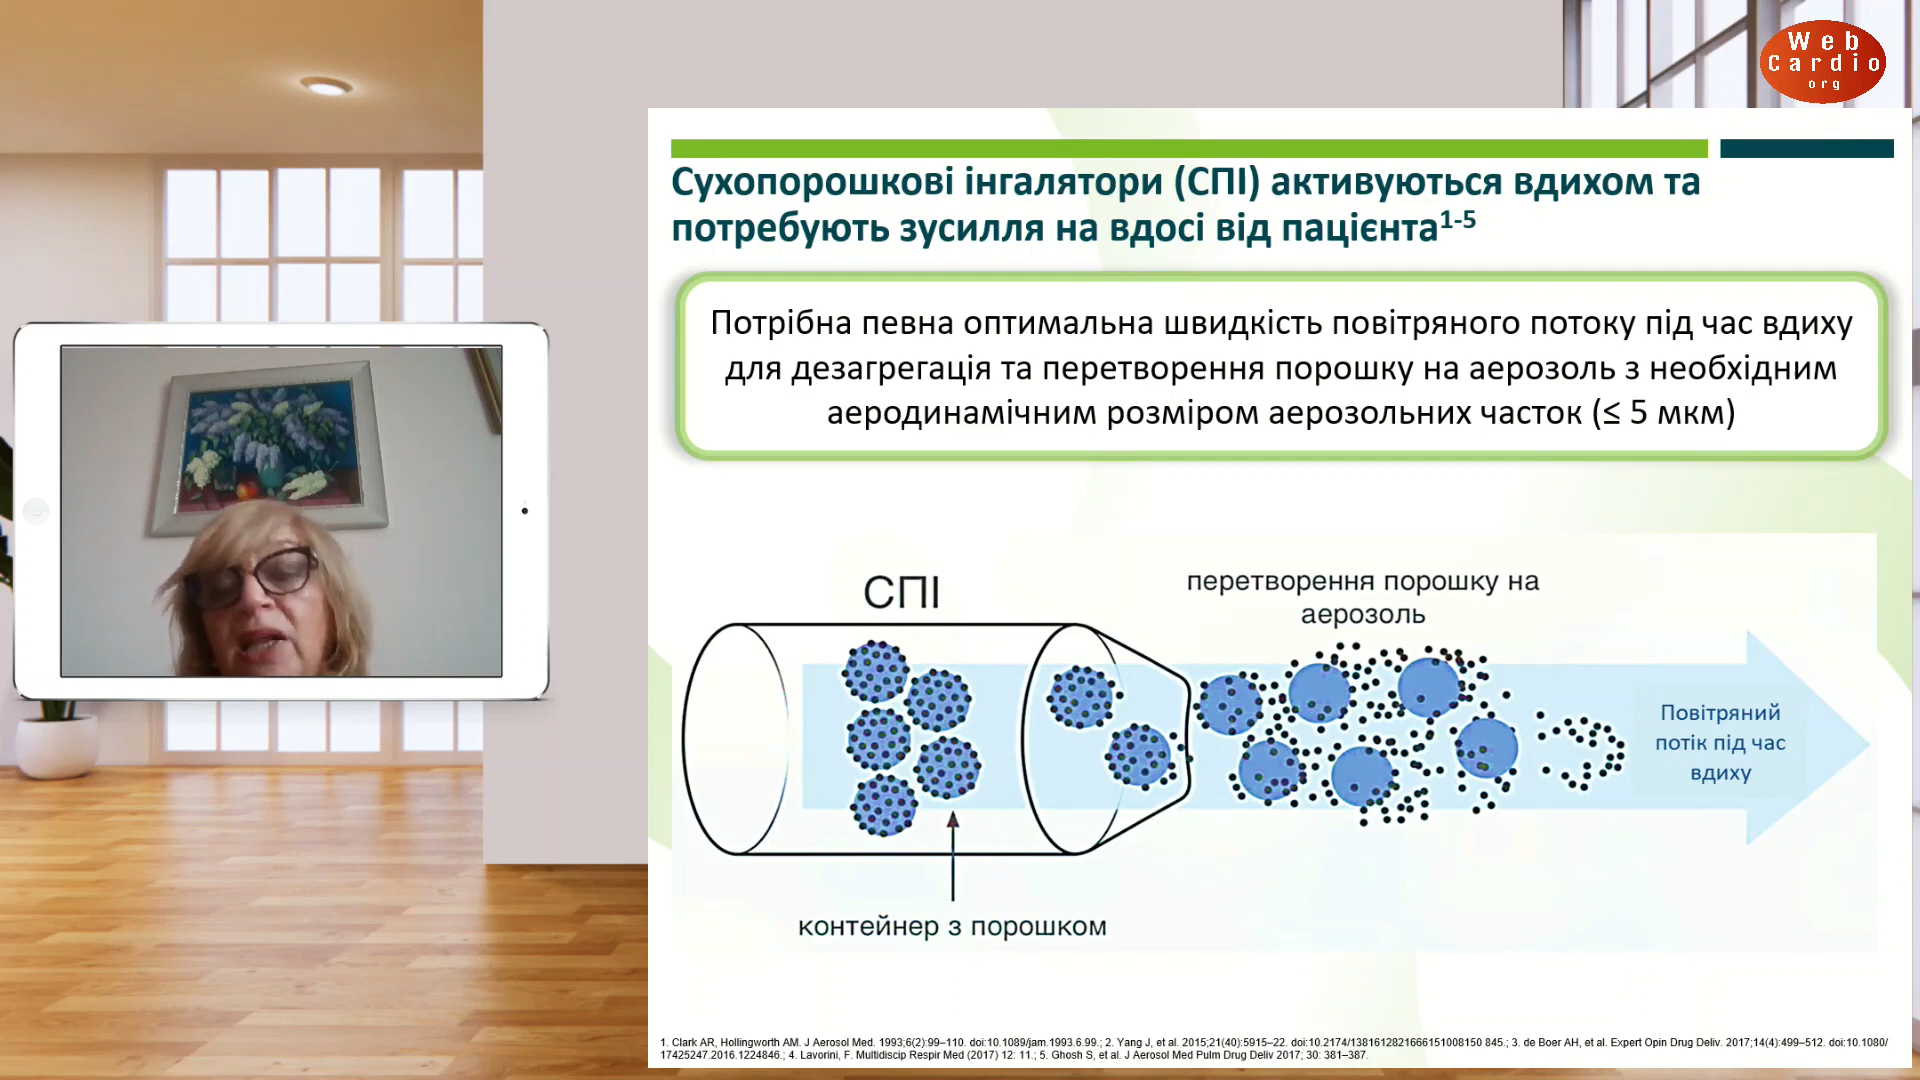 Web
Cardio
org
Сухопорошкові інгалятори (СПІ) активуються вдихом та
потребують зусилля на вдосі від пацієнта1-5
Потрібна певна оптимальна швидкість повітряного потоку під час вдиху
для дезагрегація та перетворення порошку на аерозоль з необхідним
аеродинамічним розміром аерозольних часток (≤ 5 мкм)
СПІ
перетворення порошку на
аерозоль
Повітряний
потік під час
вдиху
контейнер з порошком
1. Clark AR, Hollingworth AM. J Aerosol Med. 1993;6(2):99–110. doi:10.1089/jam.1993.6.99.; 2. Yang J, et al. 2015;21(40):5915–22. doi:10.2174/1381612821666151008150 845.; 3. de Boer AH, et al. Expert Opin Drug Deliv. 2017;14(4):499–512. doi:10.1080/
17425247.2016.1224846.; 4. Lavorini, F. Multidiscip Respir Med (2017) 12: 11.; 5. Ghosh S, et al. J Aerosol Med Pulm Drug Deliv 2017; 30: 381–387.